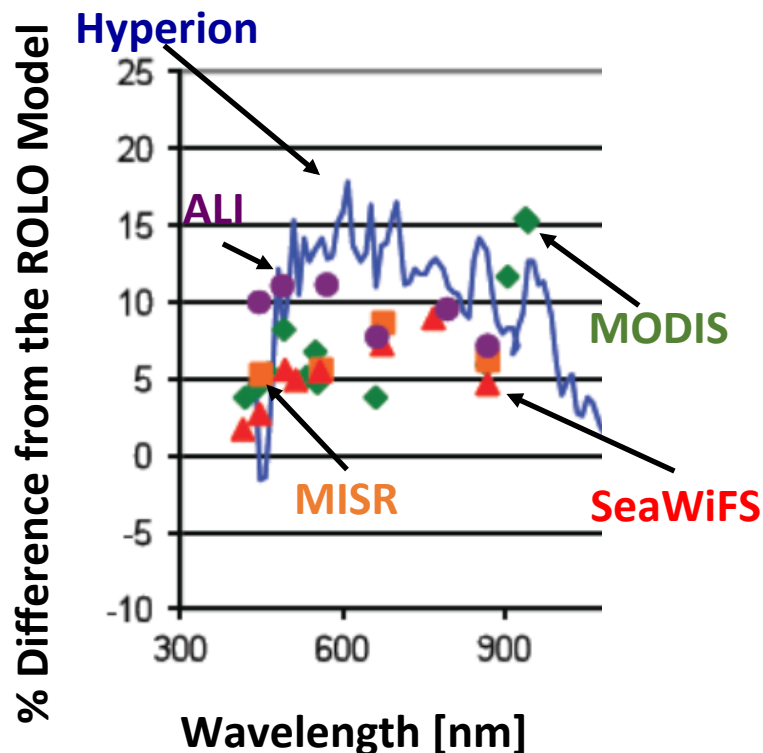 Hyperion
% Difference from the ROLO Model
25
20
15
10
5
0
-5
-10
ALI
MODIS
MISR
SeaWiFS
300 600 900
Wavelength [nm]